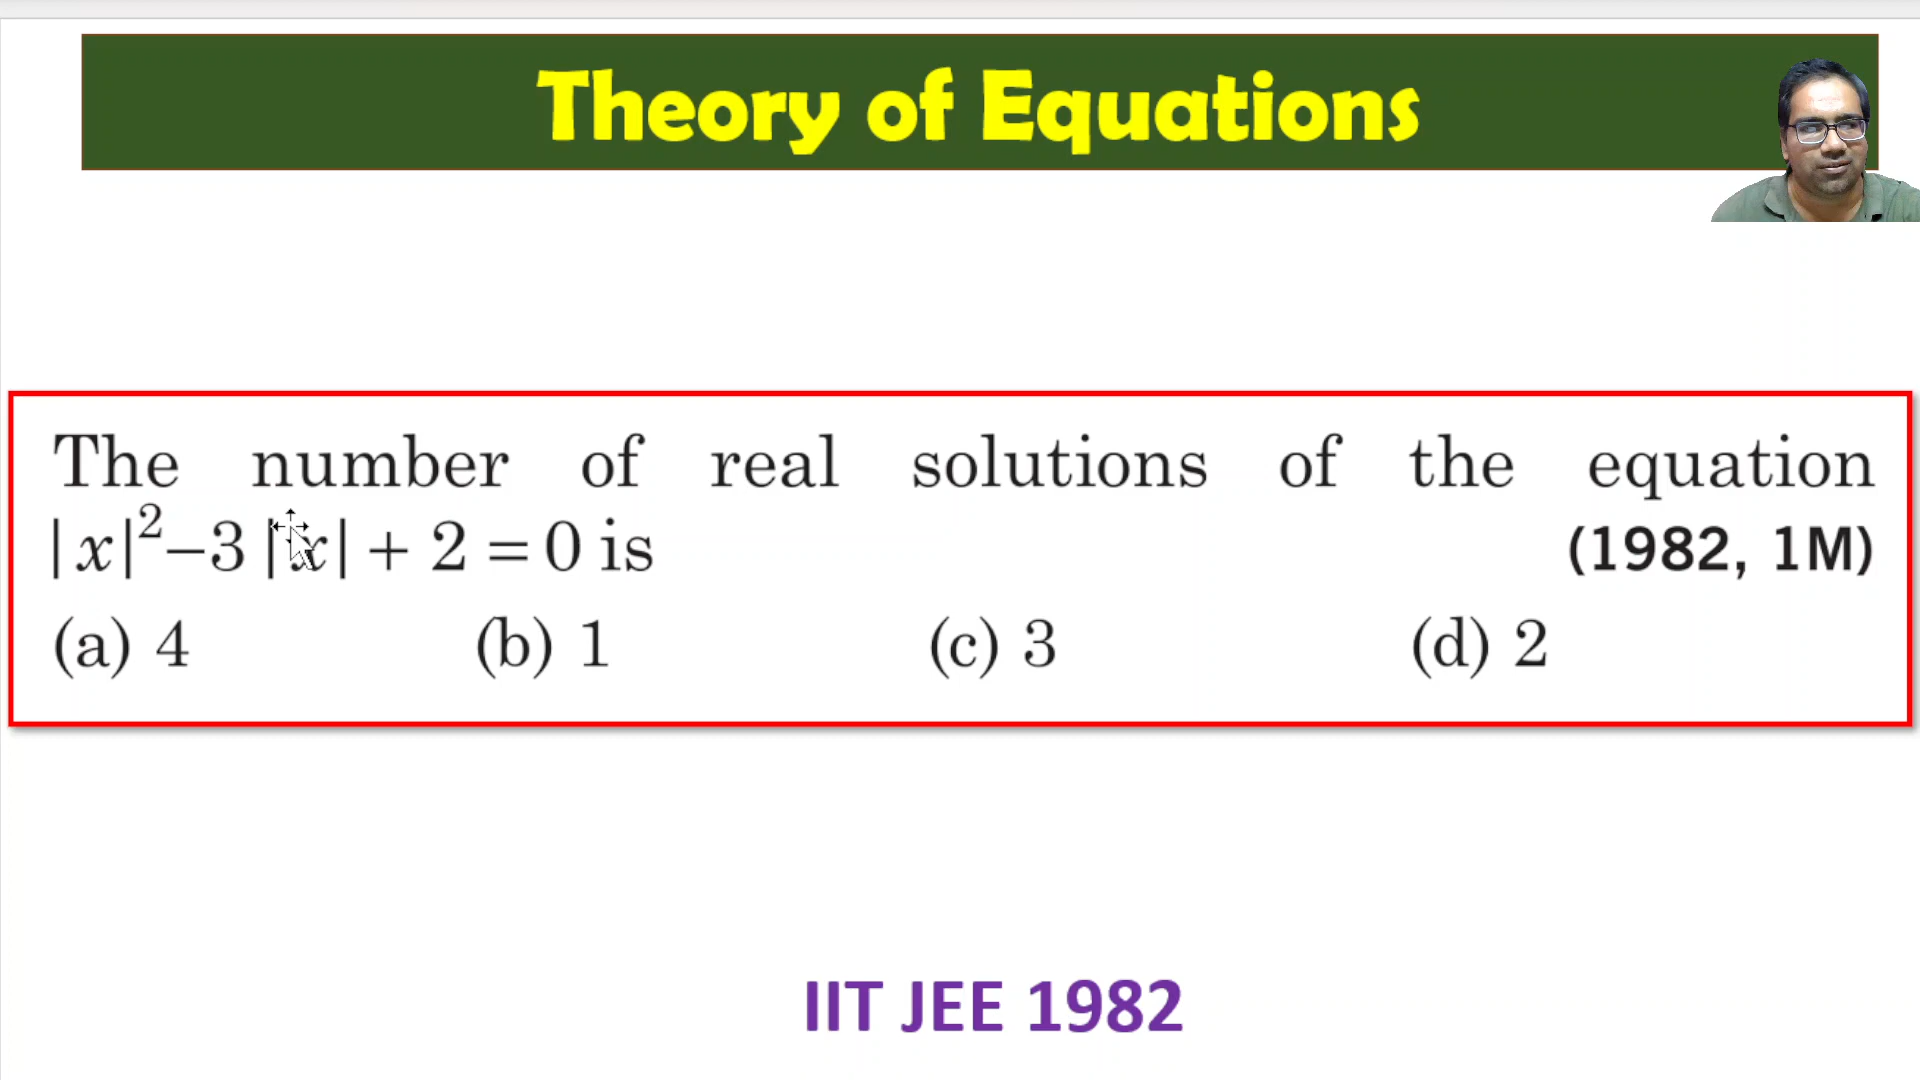 Theory of Equations
The number of real solutions of the equation
|x|²−3|x| + 2 = 0 is (1982, 1M)
(a) 4 (b) 1 (c) 3 (d) 2
IIT JEE 1982